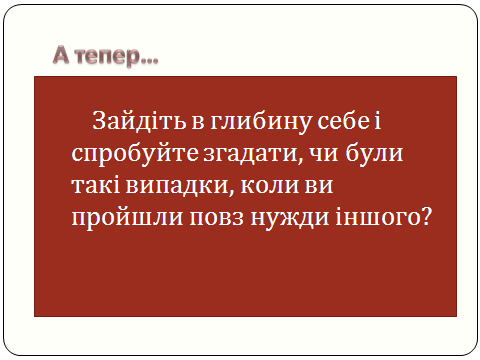 А тепер...
Зайдіть в глибину себе і
спробуйте згадати, чи були
такі випадки, коли ви
пройшли повз нужди іншого?